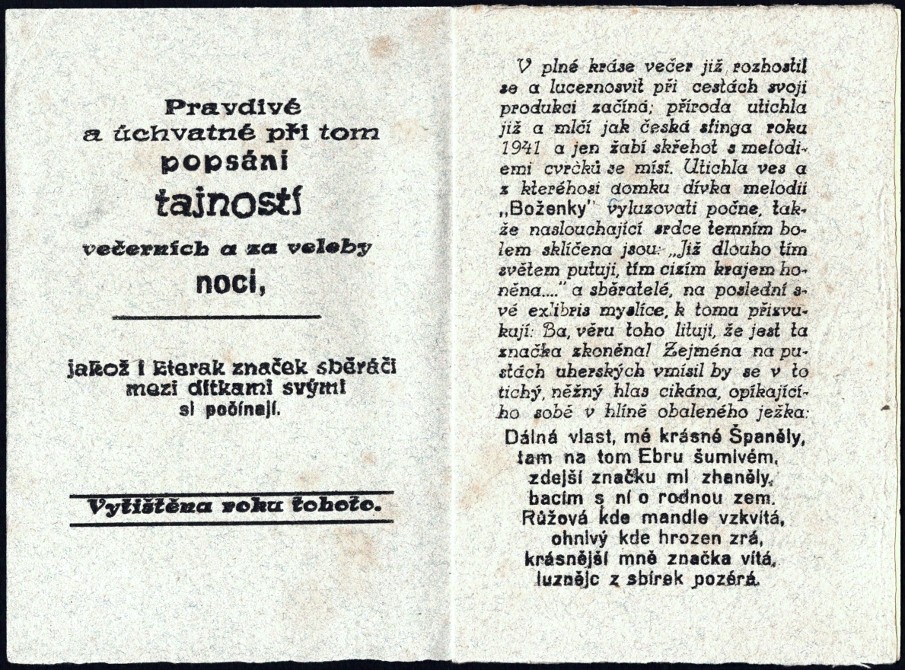 Pravdivé
a úchvatné při tom
popsání
tajností
večerních a za veleby
noci,
jakož i kterak značek sběráči
mezi dítkami svými
si počínají.
Vytištěna roku tohoto.
V plné kráse večer již rozhostil
se a lucernosvit při cestách svoji
produkci začíná; příroda utichla
již a mlčí jak česká sfinga roku
1941 a jen žabí skřehot s melodi-
emi cvrčků se mísí. Utichla ves a
z kteréhosi domku dívka melodii
„Boženky" vyluzovati počne, tak-
že naslouchající srdce temním bo-
lem sklíčena jsou: „Již dlouho tím
světem putuji, tím cizím krajem ho-
něna...." a sběratelé, na poslední s-
vé exlibris myslíce, k tomu přizvu-
kují: Ba, věru toho lituji, že jest ta
značka skoněna! Zejména na pu-
stách uherských vmísil by se v to
tichý, něžný hlas cikána, opíkající-
ho sobě v hlíně obaleného ježka:
Dálná vlast, mé krásné Španěly,
tam na tom Ebru šumivém,
zdejší značku mi zhaněly,
bacím s ní o rodnou zem.
Růžová kde mandle vzkvitá,
ohnivý kde hrozen zrá,
krásnější mně značka vítá,
luznějc z sbírek pozérá.